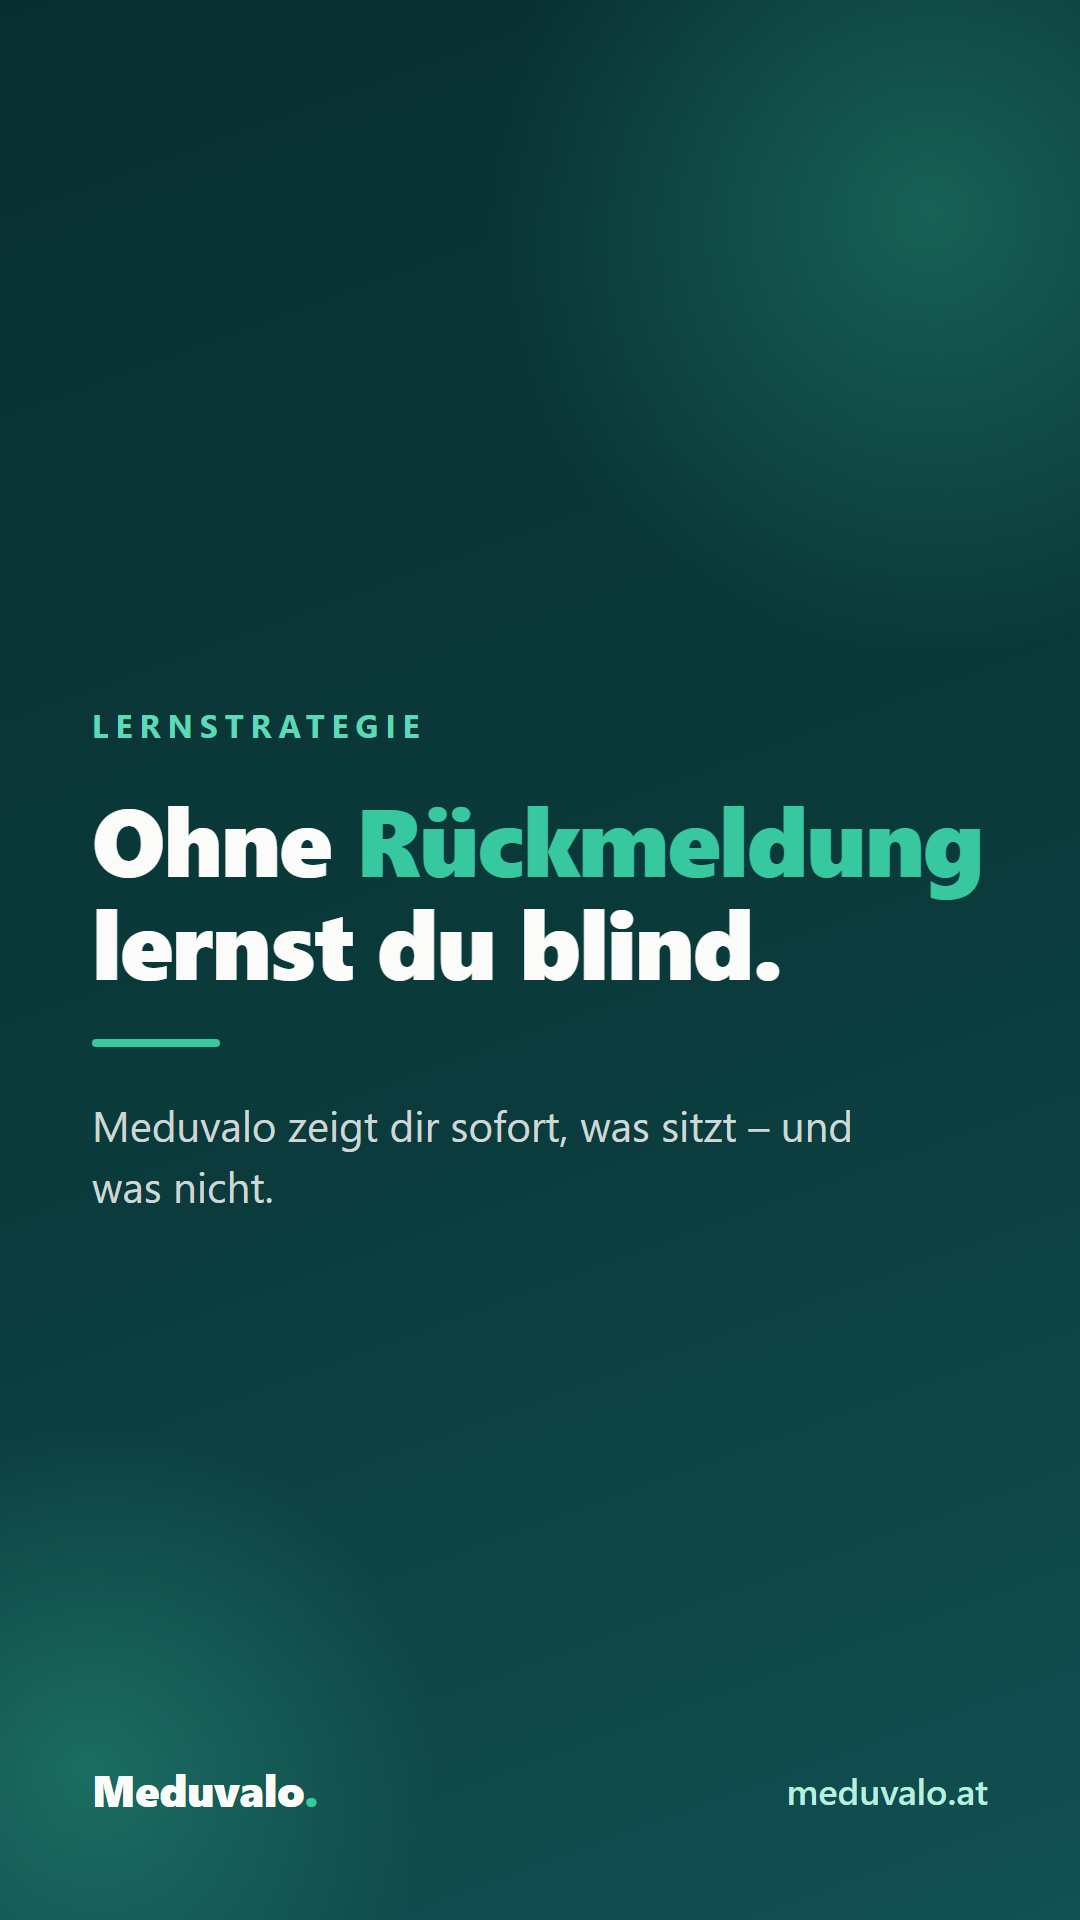 LERNSTRATEGIE
Ohne Rückmeldung
lernst du blind.
Meduvalo zeigt dir sofort, was sitzt – und
was nicht.
Meduvalo.
meduvalo.at